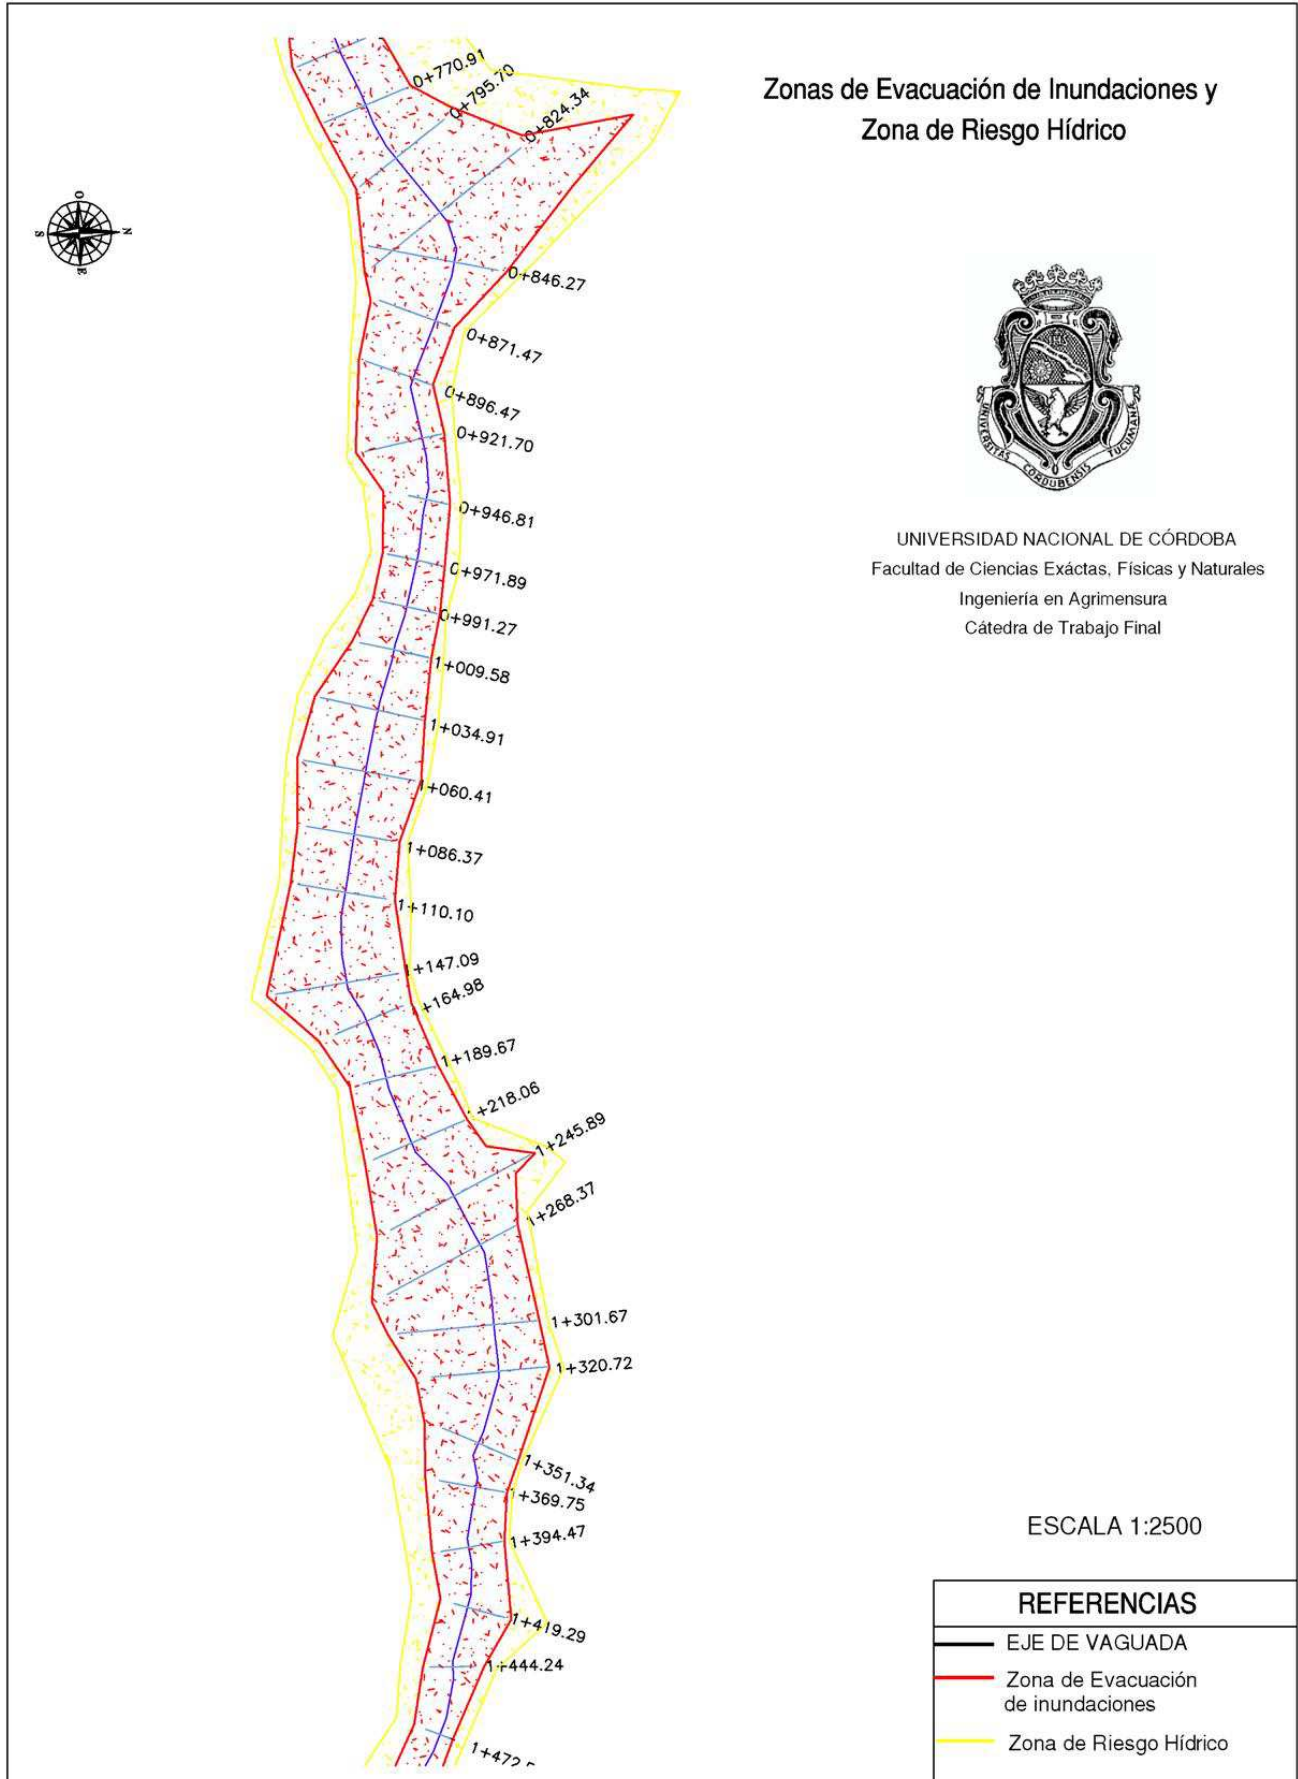 Zonas de Evacuación de Inundaciones y
Zona de Riesgo Hídrico
O
N
S
E
0+770.91
0+795.70
0+824.34
0+846.27
0+871.47
0+896.47
0+921.70
0+946.81
0+971.89
0+991.27
1+009.58
1+034.91
1+060.41
1+086.37
1+110.10
1+147.09
+164.98
1+189.67
+218.06
1+245.89
1+268.37
1+301.67
1+320.72
1+351.34
1+369.75
1+394.47
1+419.29
1+444.24
UNIVERSITAS CORDUBENSIS TUCUMANA
UNIVERSIDAD NACIONAL DE CÓRDOBA
Facultad de Ciencias Exáctas, Físicas y Naturales
Ingeniería en Agrimensura
Cátedra de Trabajo Final
ESCALA 1:2500
REFERENCIAS
EJE DE VAGUADA
Zona de Evacuación
de inundaciones
Zona de Riesgo Hídrico